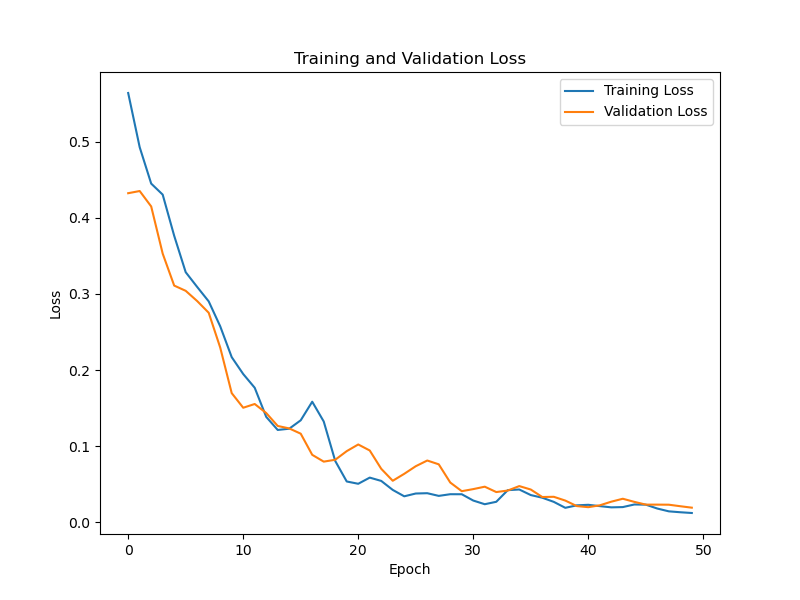 Training and Validation Loss
Training Loss
Validation Loss
0.5
0.4
0.3
0.2
0.1
0.0
Loss
0 10 20 30 40 50
Epoch